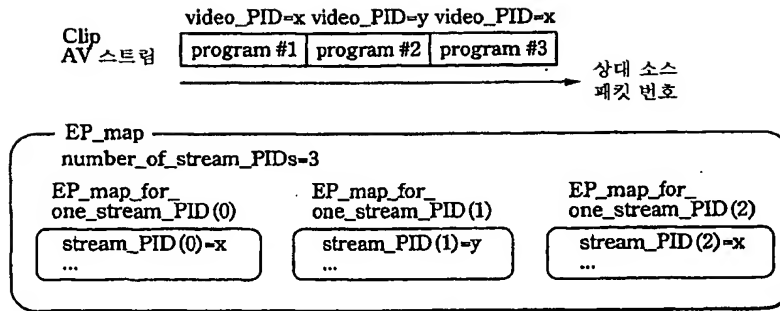 video_PID=x video_PID=y video_PID=x
Clip
AV 스트림
program #1 program #2 program #3
상대 소스
패킷 번호
EP_map
number_of_stream_PIDs=3
EP_map_for_
one_stream_PID(0)
stream_PID(0)=x
...
EP_map_for_
one_stream_PID(1)
stream_PID(1)=y
...
EP_map_for_
one_stream_PID(2)
stream_PID(2)=x
...